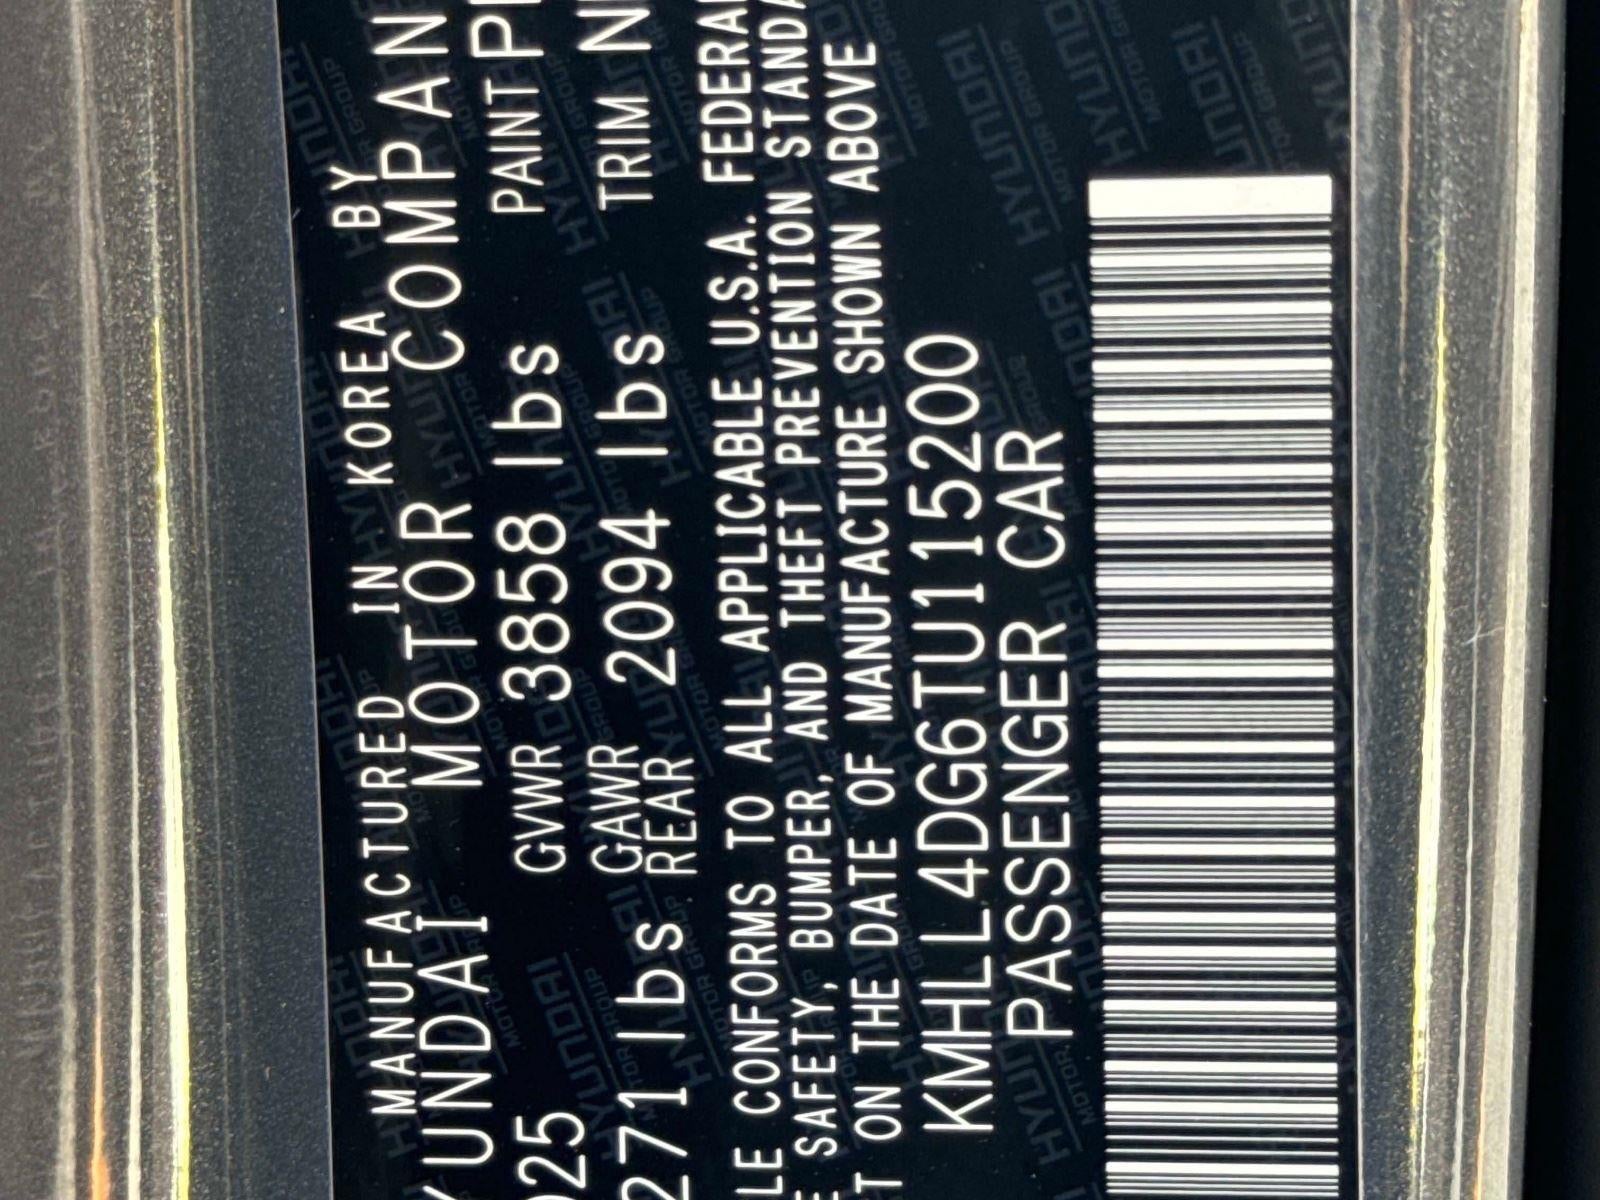 MANUFACTURED IN KOREA BY
YUNDAI MOTOR COMPAN
025 GVWR 3858 lbs PAINT P
271 lbs GAWR REAR 2094 lbs TRIM N
LE CONFORMS TO ALL APPLICABLE U.S.A. FEDERA
E SAFETY, BUMPER, AND THEFT PREVENTION STANDA
T ON THE DATE OF MANUFACTURE SHOWN ABOVE
KMHLL4DG6TU115200
PASSENGER CAR